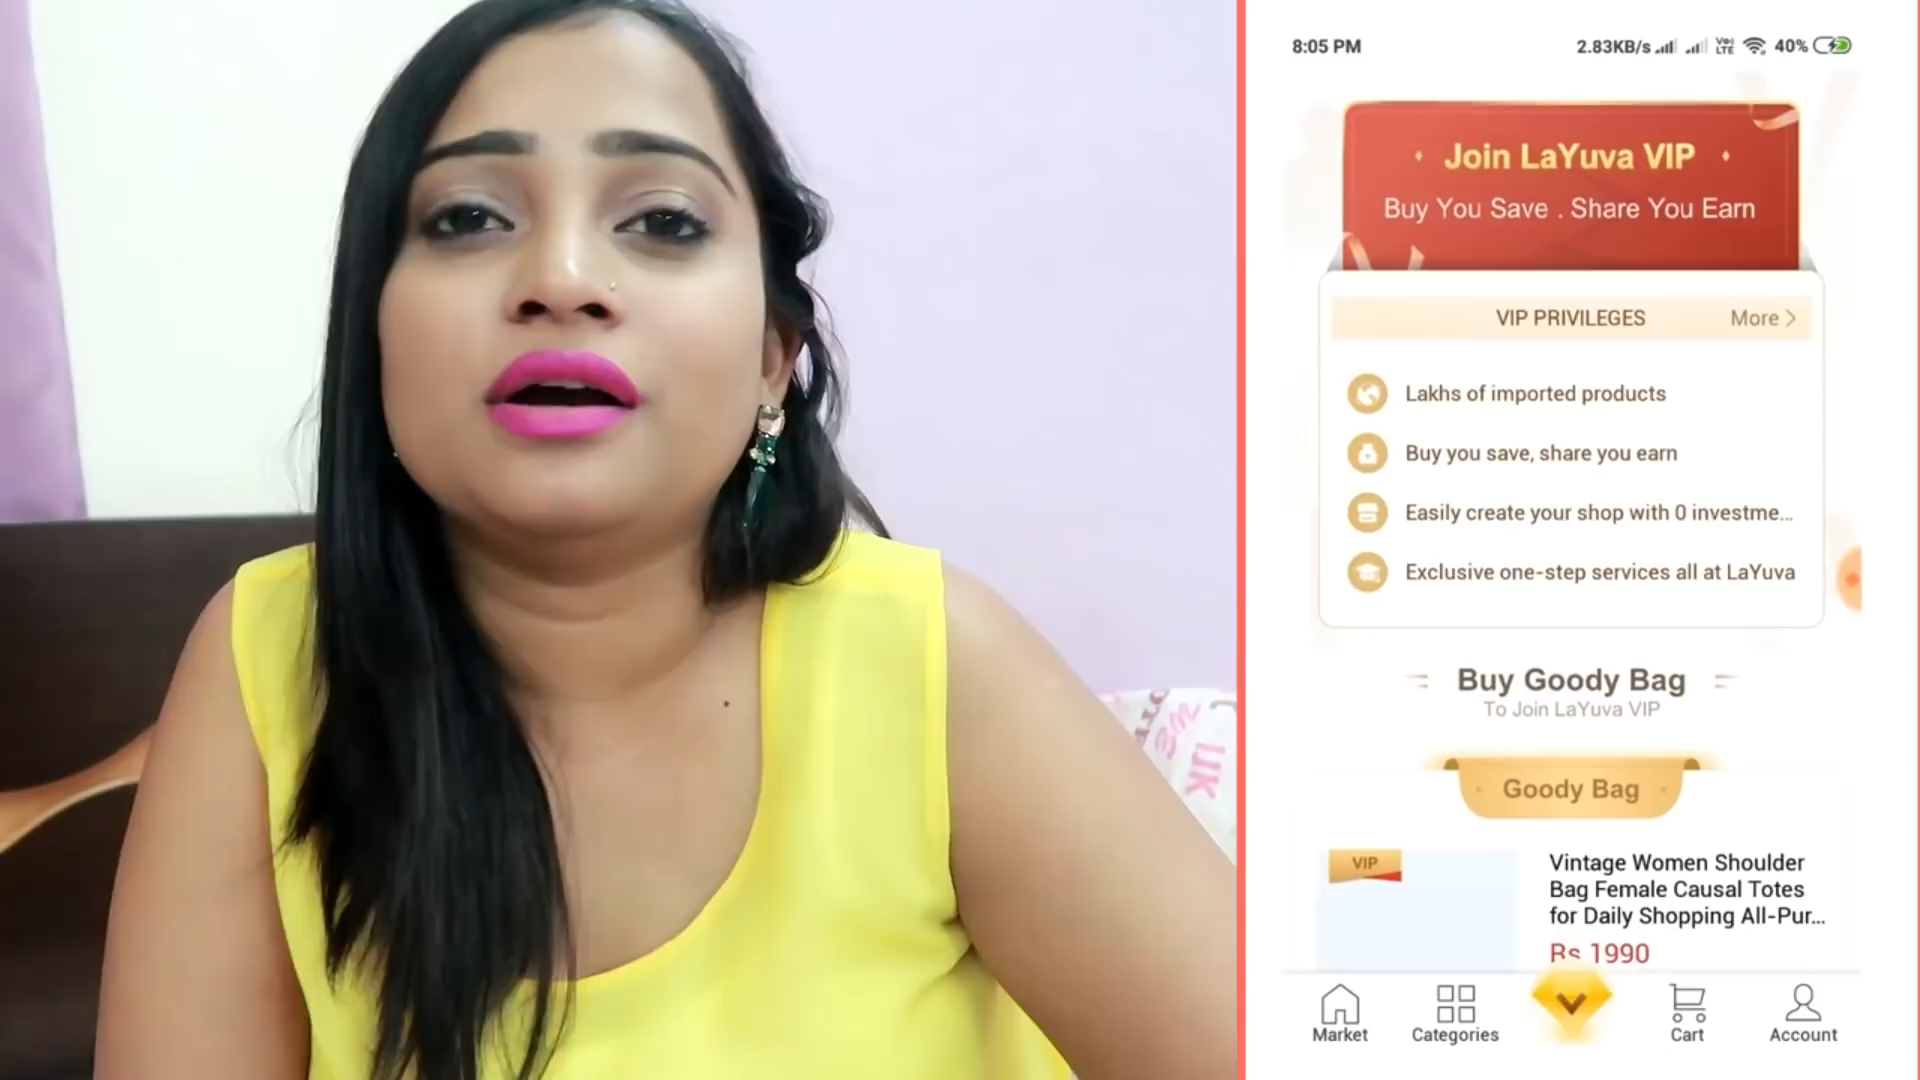 8:05 PM
2.83KB/s
Vo)
LTE
40%
Join LaYuva VIP
Buy You Save . Share You Earn
VIP PRIVILEGES
More >
Lakhs of imported products
Buy you save, share you earn
Easily create your shop with 0 investme...
Exclusive one-step services all at LaYuva
Buy Goody Bag
To Join LaYuva VIP
Goody Bag
VIP
Vintage Women Shoulder
Bag Female Causal Totes
for Daily Shopping All-Pur...
Rs 1990
Market
Categories
Cart
Account
IJK